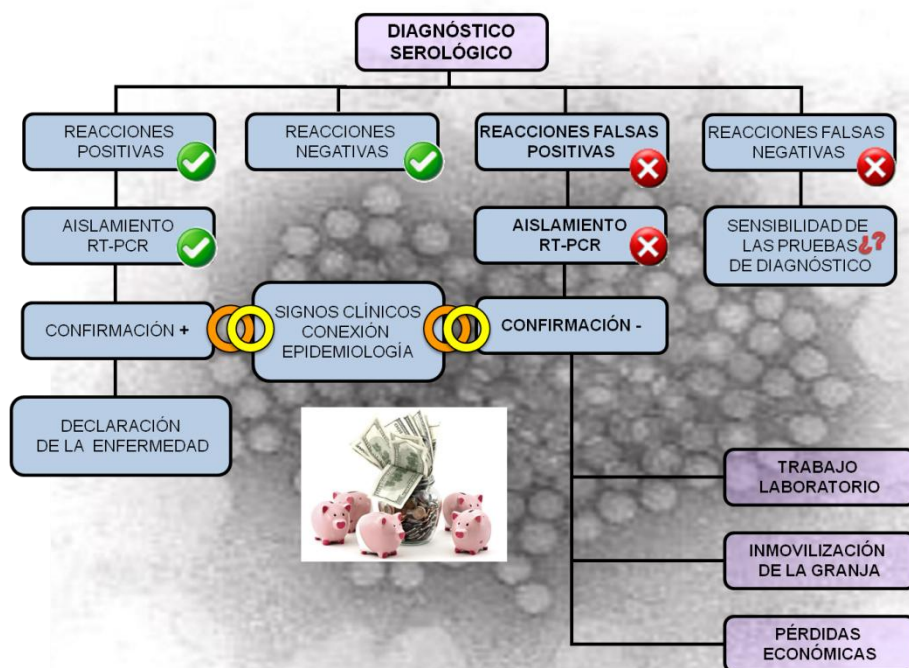 DIAGNÓSTICO
SEROLÓGICO
REACCIONES
POSITIVAS
REACCIONES
NEGATIVAS
REACCIONES FALSAS
POSITIVAS
REACCIONES FALSAS
NEGATIVAS
AISLAMIENTO
RT-PCR
AISLAMIENTO
RT-PCR
SENSIBILIDAD DE
LAS PRUEBAS ¿?
DE DIAGNÓSTICO
CONFIRMACIÓN +
SIGNOS CLÍNICOS
CONEXIÓN
EPIDEMIOLOGÍA
CONFIRMACIÓN -
DECLARACIÓN
DE LA ENFERMEDAD
TRABAJO
LABORATORIO
INMOVILIZACIÓN
DE LA GRANJA
PÉRDIDAS
ECONÓMICAS